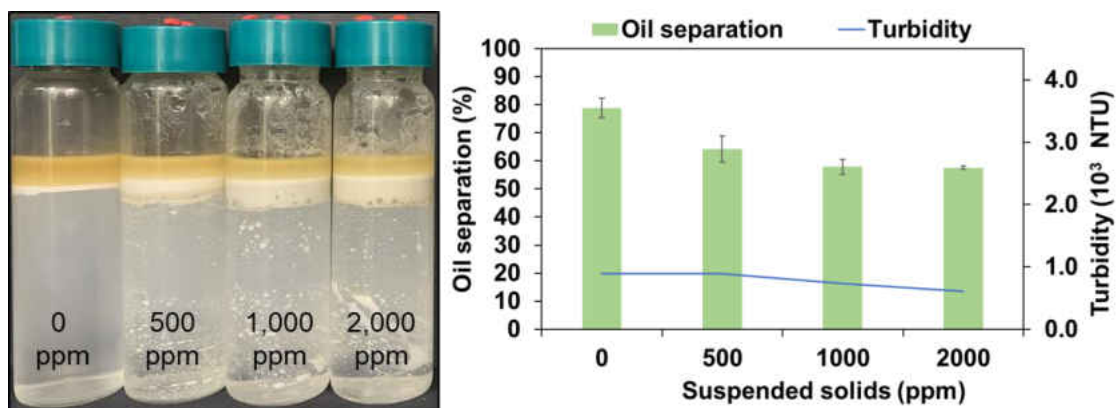 0
ppm
500
ppm
1,000
ppm
2,000
ppm
Oil separation
Turbidity
100
90
80
70
60
50
40
30
20
10
0
Oil separation (%)
4.0
3.0
2.0
1.0
0.0
Turbidity (10³ NTU)
0
500
1000
2000
Suspended solids (ppm)